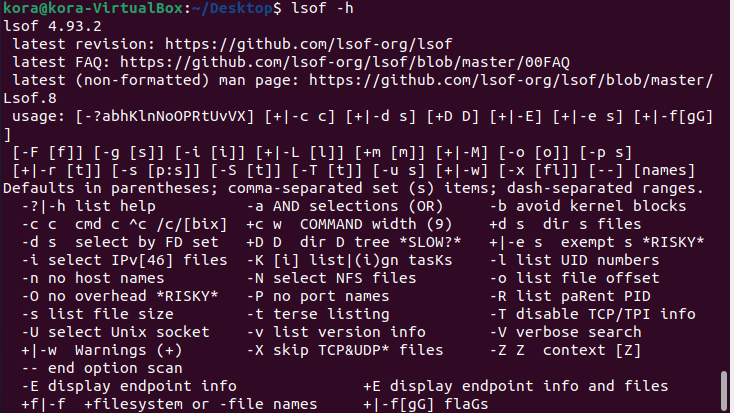 kora@kora-VirtualBox:~/Desktop$ lsof -h
lsof 4.93.2
 latest revision: https://github.com/lsof-org/lsof
 latest FAQ: https://github.com/lsof-org/lsof/blob/master/00FAQ
 latest (non-formatted) man page: https://github.com/lsof-org/lsof/blob/master/
Lsof.8
 usage: [-?abhKlnNoOPRtUvVX] [+|-c c] [+|-d s] [+D D] [+|-E] [+|-e s] [+|-f[gG]
]
 [-F [f]] [-g [s]] [-i [i]] [+|-L [l]] [+m [m]] [+|-M] [-o [o]] [-p s]
 [+|-r [t]] [-s [p:s]] [-S [t]] [-T [t]] [-u s] [+|-w] [-x [fl]] [--] [names]
Defaults in parentheses; comma-separated set (s) items; dash-separated ranges.
  -?|-h list help          -a AND selections (OR)     -b avoid kernel blocks
  -c c  cmd c ^c /c/[bix]  +c w  COMMAND width (9)    +d s  dir s files
  -d s  select by FD set   +D D  dir D tree *SLOW?*   +|-e s  exempt s *RISKY*
  -i select IPv[46] files  -K [i] list|(i)gn tasKs    -l list UID numbers
  -n no host names         -N select NFS files        -o list file offset
  -O no overhead *RISKY*   -P no port names           -R list paRent PID
  -s list file size        -t terse listing           -T disable TCP/TPI info
  -U select Unix socket    -v list version info       -V verbose search
  +|-w  Warnings (+)       -X skip TCP&UDP* files     -Z Z  context [Z]
  -- end option scan
  -E display endpoint info              +E display endpoint info and files
  +f|-f  +filesystem or -file names     +|-f[gG] flaGs